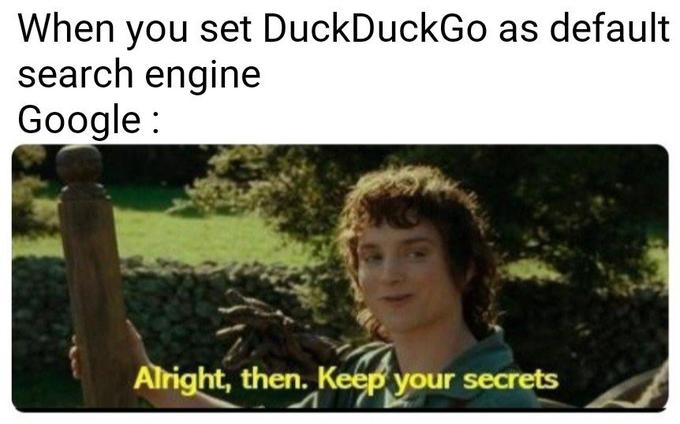 When you set DuckDuckGo as default
search engine
Google :
Alright, then. Keep your secrets